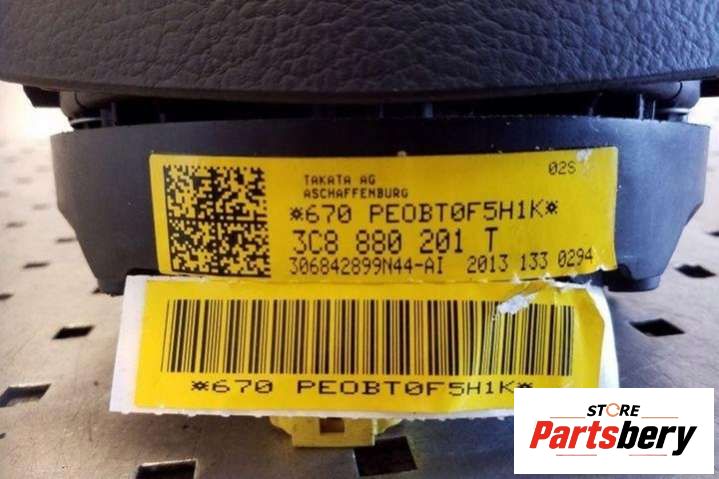 02S
TAKATA AG
ASCHAFFENBURG
*670 PEOBT0F5H1K*
3C8 880 201 T
306842899N44-AI 2013 133 0294
*670 PEOBT0F5H1K*
STORE
Partsbery